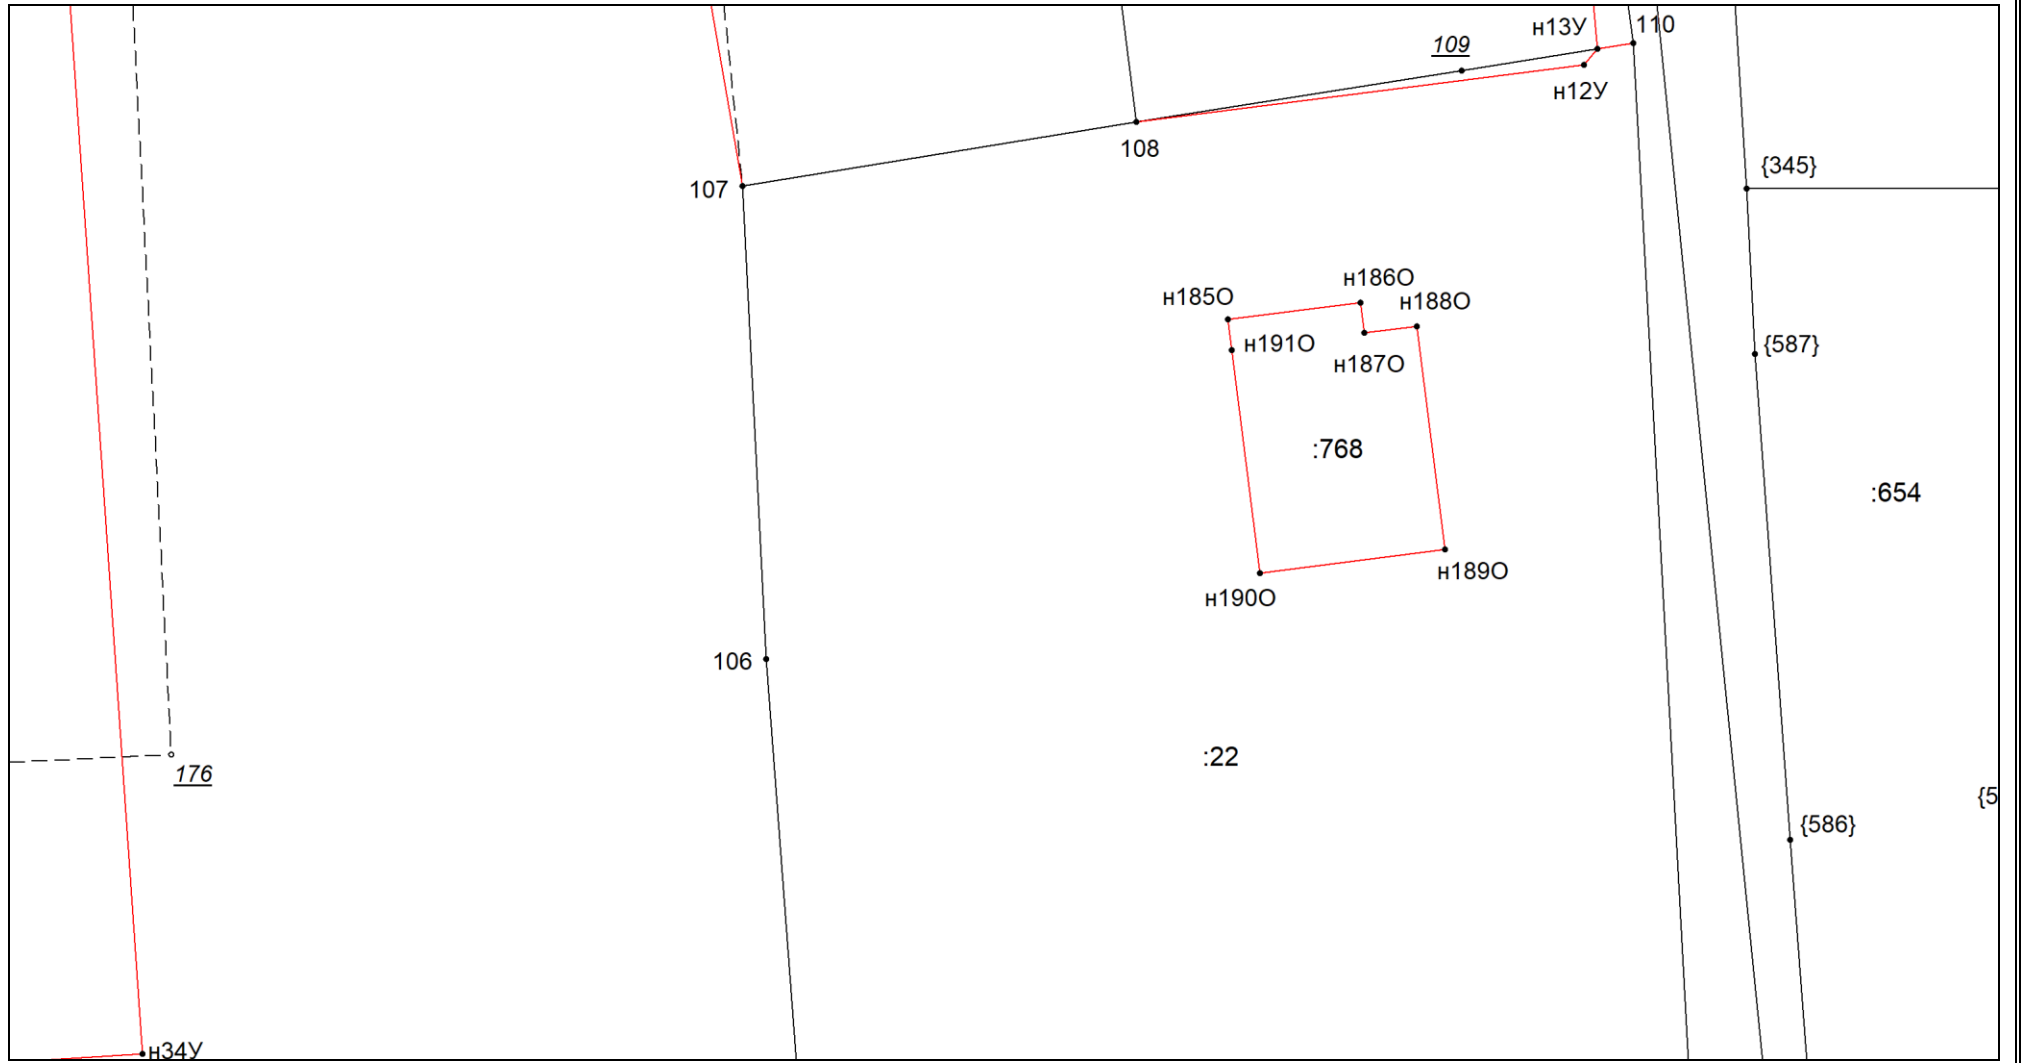 н13У
110
109
н12У
108
{345}
107
н186О
н185О
н188О
н191О
{587}
н187О
:768
:654
н189О
н190О
106
:22
176
{5
{586}
н34У